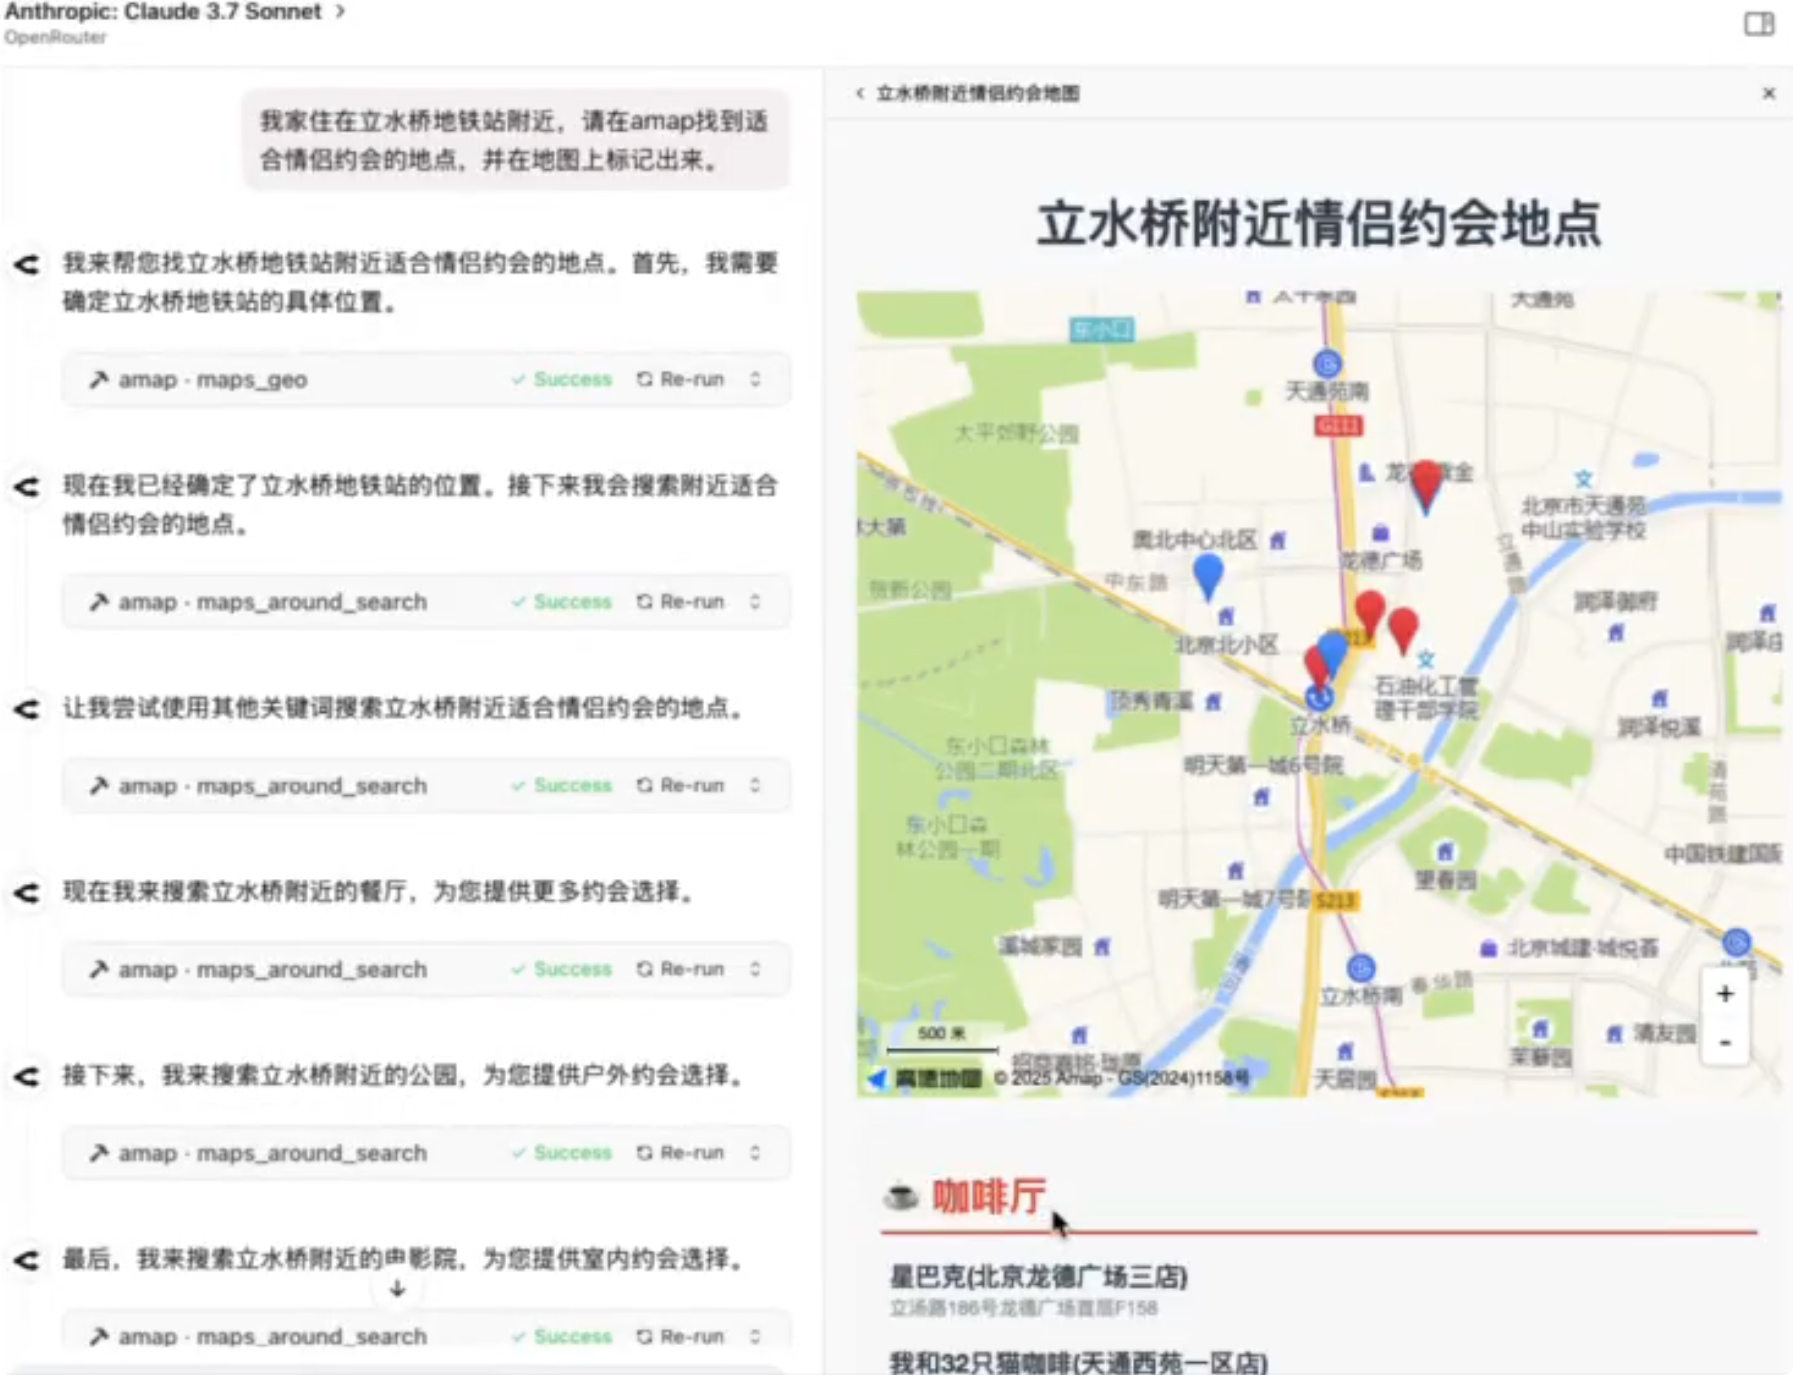 Anthropic: Claude 3.7 Sonnet
OpenRouter
我家住在立水桥地铁站附近，请在amap找到适
合情侣约会的地点，并在地图上标记出来。
我来帮您找立水桥地铁站附近适合情侣约会的地点。首先，我需要
确定立水桥地铁站的具体位置。
amap · maps_geo
Success
Re-run
现在我已经确定了立水桥地铁站的位置。接下来我会搜索附近适合
情侣约会的地点。
amap · maps_around_search
Success
Re-run
让我尝试使用其他关键词搜索立水桥附近适合情侣约会的地点。
amap · maps_around_search
Success
Re-run
现在我来搜索立水桥附近的餐厅，为您提供更多约会选择。
amap · maps_around_search
Success
Re-run
接下来，我来搜索立水桥附近的公园，为您提供户外约会选择。
amap · maps_around_search
Success
Re-run
最后，我来搜索立水桥附近的电影院，为您提供室内约会选择。
amap · maps_around_search
Success
Re-run
立水桥附近情侣约会地图
立水桥附近情侣约会地点
天通苑
东小口
天通苑南
G111
太平郊野公园
北京市天通苑
中山实验学校
奥北中心北区
龙德广场
中东路
贺新公园
润泽御府
北京北小区
石油化工管
理干部学院
顶秀青溪
立水桥
润泽悦溪
东小口森林
公园二期北区
明天第一城6号院
清苑路
东小口森
林公园一期
中国铁建国际
望春园
明天第一城7号院
S213
溪城家园
北京城建·城悦荟
立水桥南
春华路
500 米
清友园
茉藜园
天居园
高德地图
© 2025 Amap - GS(2024)1158号
咖啡厅
星巴克(北京龙德广场三店)
立汤路186号龙德广场首层F158
我和32只猫咖啡(天通西苑一区店)